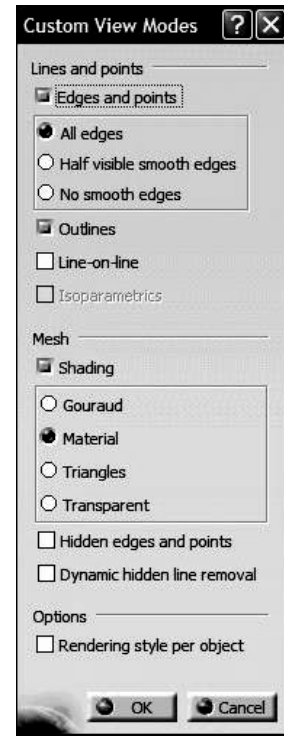 Custom View Modes
Lines and points
Edges and points
All edges
Half visible smooth edges
No smooth edges
Outlines
Line-on-line
Isoparametrics
Mesh
Shading
Gouraud
Material
Triangles
Transparent
Hidden edges and points
Dynamic hidden line removal
Options
Rendering style per object
OK Cancel